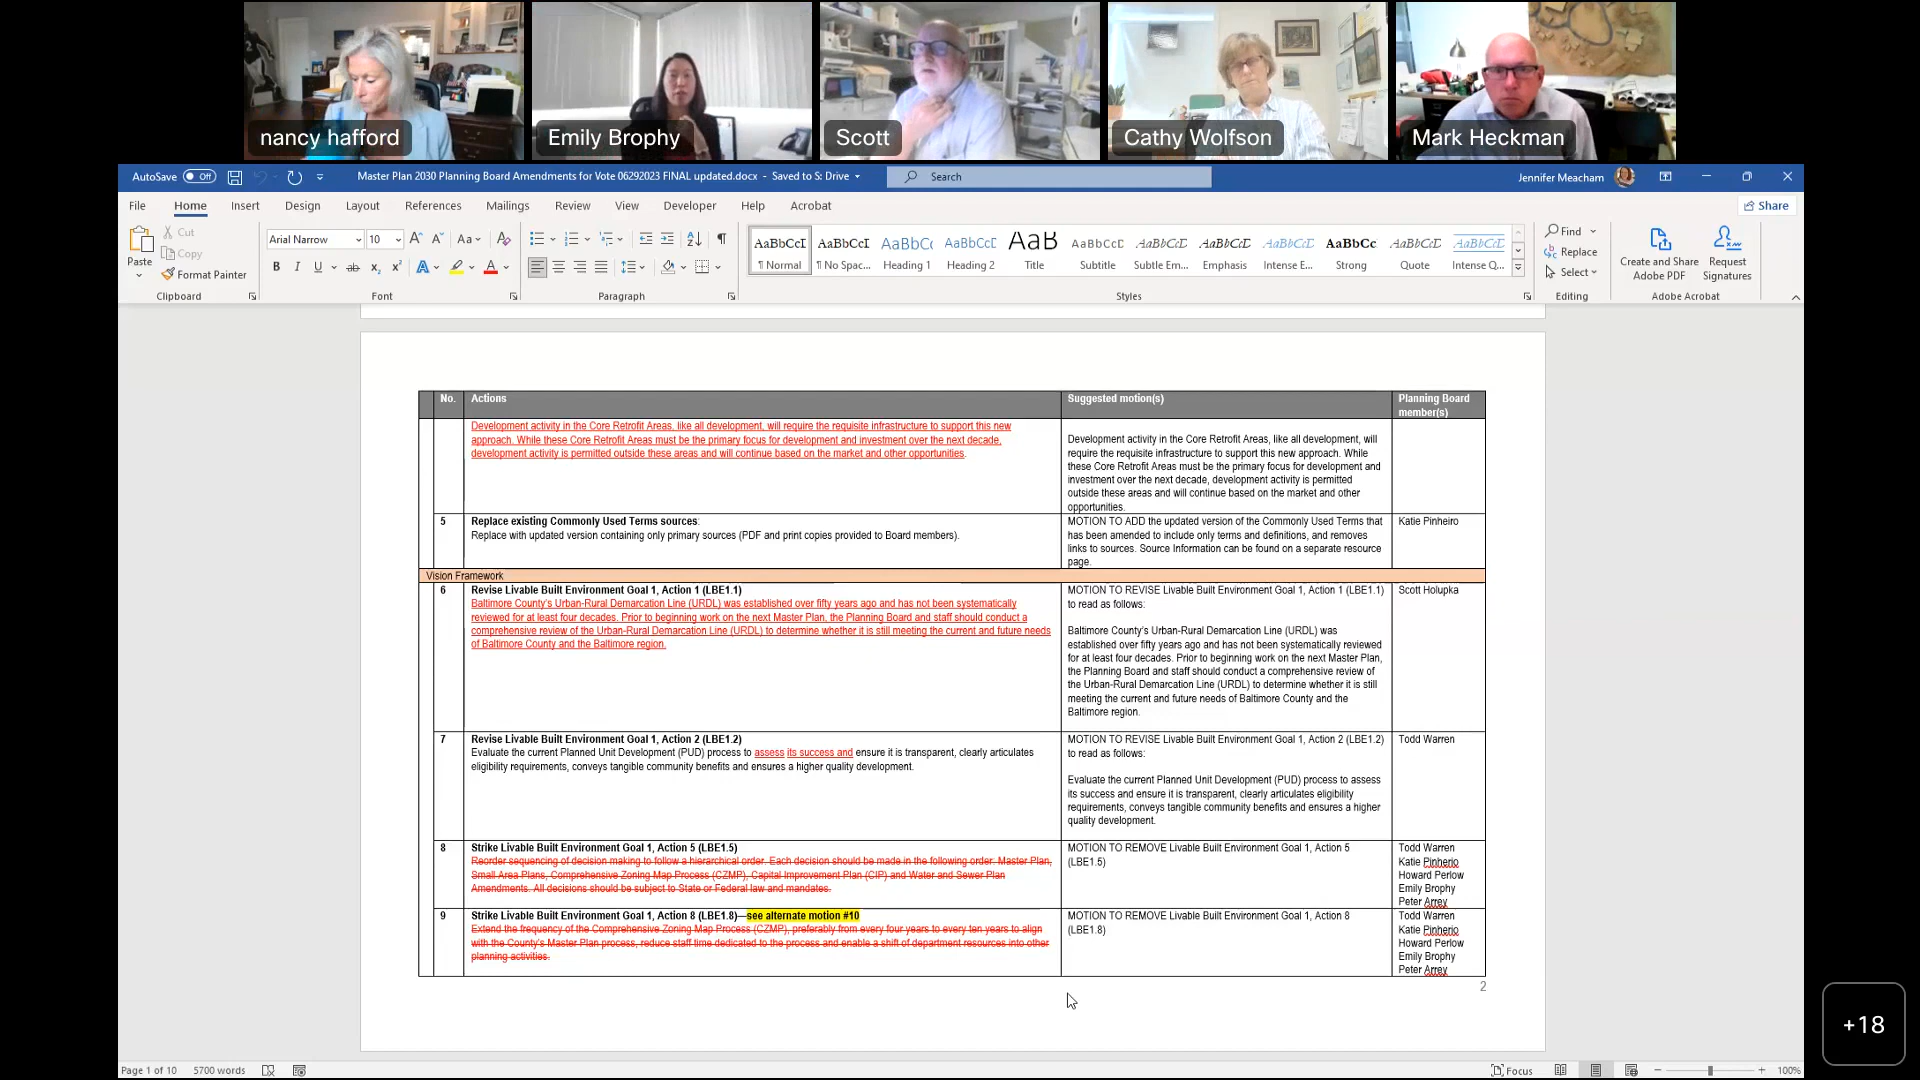 nancy hafford
Emily Brophy
Scott
Cathy Wolfson
Mark Heckman
AutoSave Off
Master Plan 2030 Planning Board Amendments for Vote 06292023 FINAL updated.docx - Saved to S: Drive
Search
Jennifer Meacham
File Home Insert Design Layout References Mailings Review View Developer Help Acrobat
Share
Paste
Cut
Copy
Format Painter
Clipboard
Arial Narrow 10
Font
Paragraph
AaBbCcI AaBbCcI AaBbCc AaBbCcD AaB AaBbCcD AaBbCcD AaBbCcD AaBbCcD AaBbCc AaBbCcD AaBbCcD
¶ Normal ¶ No Spac... Heading 1 Heading 2 Title Subtitle Subtle Em... Emphasis Intense E... Strong Quote Intense Q...
Styles
Find
Replace
Select
Editing
Create and Share
Adobe PDF
Request
Signatures
Adobe Acrobat
No. Actions Suggested motion(s) Planning Board
member(s)
Development activity in the Core Retrofit Areas, like all development, will require the requisite infrastructure to support this new
approach. While these Core Retrofit Areas must be the primary focus for development and investment over the next decade,
development activity is permitted outside these areas and will continue based on the market and other opportunities.
Development activity in the Core Retrofit Areas, like all development, will
require the requisite infrastructure to support this new approach. While
these Core Retrofit Areas must be the primary focus for development and
investment over the next decade, development activity is permitted
outside these areas and will continue based on the market and other
opportunities.
5
Replace existing Commonly Used Terms sources:
Replace with updated version containing only primary sources (PDF and print copies provided to Board members).
MOTION TO ADD the updated version of the Commonly Used Terms that
has been amended to include only terms and definitions, and removes
links to sources. Source Information can be found on a separate resource
page.
Katie Pinheiro
Vision Framework
6
Revise Livable Built Environment Goal 1, Action 1 (LBE1.1)
Baltimore County's Urban-Rural Demarcation Line (URDL) was established over fifty years ago and has not been systematically
reviewed for at least four decades. Prior to beginning work on the next Master Plan, the Planning Board and staff should conduct a
comprehensive review of the Urban-Rural Demarcation Line (URDL) to determine whether it is still meeting the current and future needs
of Baltimore County and the Baltimore region.
MOTION TO REVISE Livable Built Environment Goal 1, Action 1 (LBE1.1)
to read as follows:
Baltimore County's Urban-Rural Demarcation Line (URDL) was
established over fifty years ago and has not been systematically reviewed
for at least four decades. Prior to beginning work on the next Master Plan,
the Planning Board and staff should conduct a comprehensive review of
the Urban-Rural Demarcation Line (URDL) to determine whether it is still
meeting the current and future needs of Baltimore County and the
Baltimore region.
Scott Holupka
7
Revise Livable Built Environment Goal 1, Action 2 (LBE1.2)
Evaluate the current Planned Unit Development (PUD) process to assess its success and ensure it is transparent, clearly articulates
eligibility requirements, conveys tangible community benefits and ensures a higher quality development.
MOTION TO REVISE Livable Built Environment Goal 1, Action 2 (LBE1.2)
to read as follows:
Evaluate the current Planned Unit Development (PUD) process to assess
its success and ensure it is transparent, clearly articulates eligibility
requirements, conveys tangible community benefits and ensures a higher
quality development.
Todd Warren
8
Strike Livable Built Environment Goal 1, Action 5 (LBE1.5)
Reorder sequencing of decision making to follow a hierarchical order. Each decision should be made in the following order: Master Plan,
Small Area Plans, Comprehensive Zoning Map Process (CZMP), Capital Improvement Plan (CIP) and Water and Sewer Plan
Amendments. All decisions should be subject to State or Federal law and mandates.
MOTION TO REMOVE Livable Built Environment Goal 1, Action 5
(LBE1.5)
Todd Warren
Katie Pinherio
Howard Perlow
Emily Brophy
Peter Arrey
9
Strike Livable Built Environment Goal 1, Action 8 (LBE1.8)—see alternate motion #10
Extend the frequency of the Comprehensive Zoning Map Process (CZMP), preferably from every four years to every ten years to align
with the County's Master Plan process, reduce staff time dedicated to the process and enable a shift of department resources into other
planning activities.
MOTION TO REMOVE Livable Built Environment Goal 1, Action 8
(LBE1.8)
Todd Warren
Katie Pinherio
Howard Perlow
Emily Brophy
Peter Arrey
2
+18
Page 1 of 10 5700 words Focus 100%